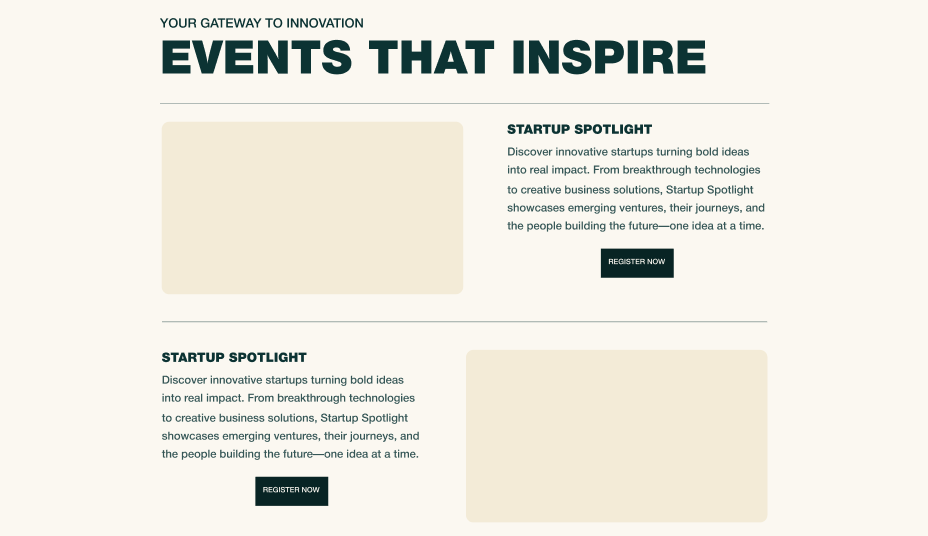 YOUR GATEWAY TO INNOVATION
EVENTS THAT INSPIRE
STARTUP SPOTLIGHT
Discover innovative startups turning bold ideas
into real impact. From breakthrough technologies
to creative business solutions, Startup Spotlight
showcases emerging ventures, their journeys, and
the people building the future—one idea at a time.
REGISTER NOW
STARTUP SPOTLIGHT
Discover innovative startups turning bold ideas
into real impact. From breakthrough technologies
to creative business solutions, Startup Spotlight
showcases emerging ventures, their journeys, and
the people building the future—one idea at a time.
REGISTER NOW